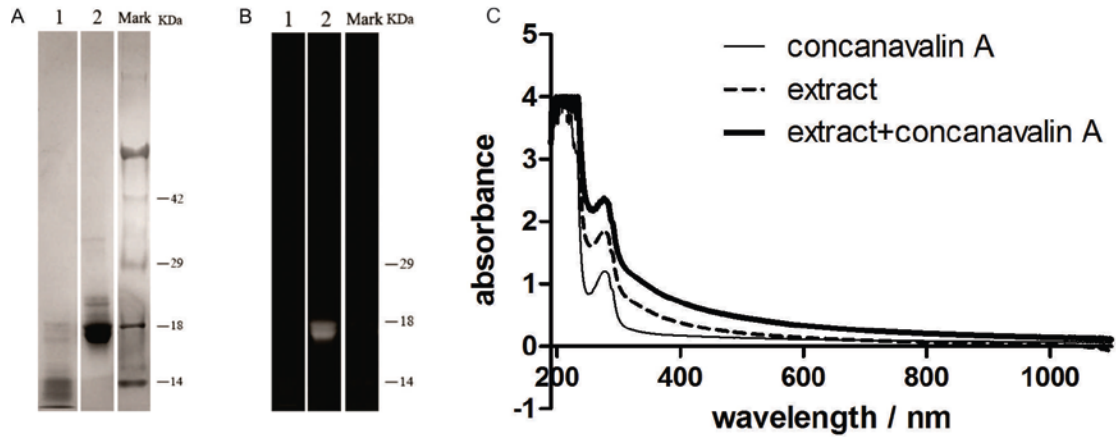 A
1 2 Mark KDa
42
29
18
14
B
1 2 Mark KDa
29
18
14
C
concanavalin A
extract
extract+concanavalin A
absorbance
5
4
3
2
1
0
-1
200 400 600 800 1000
wavelength / nm